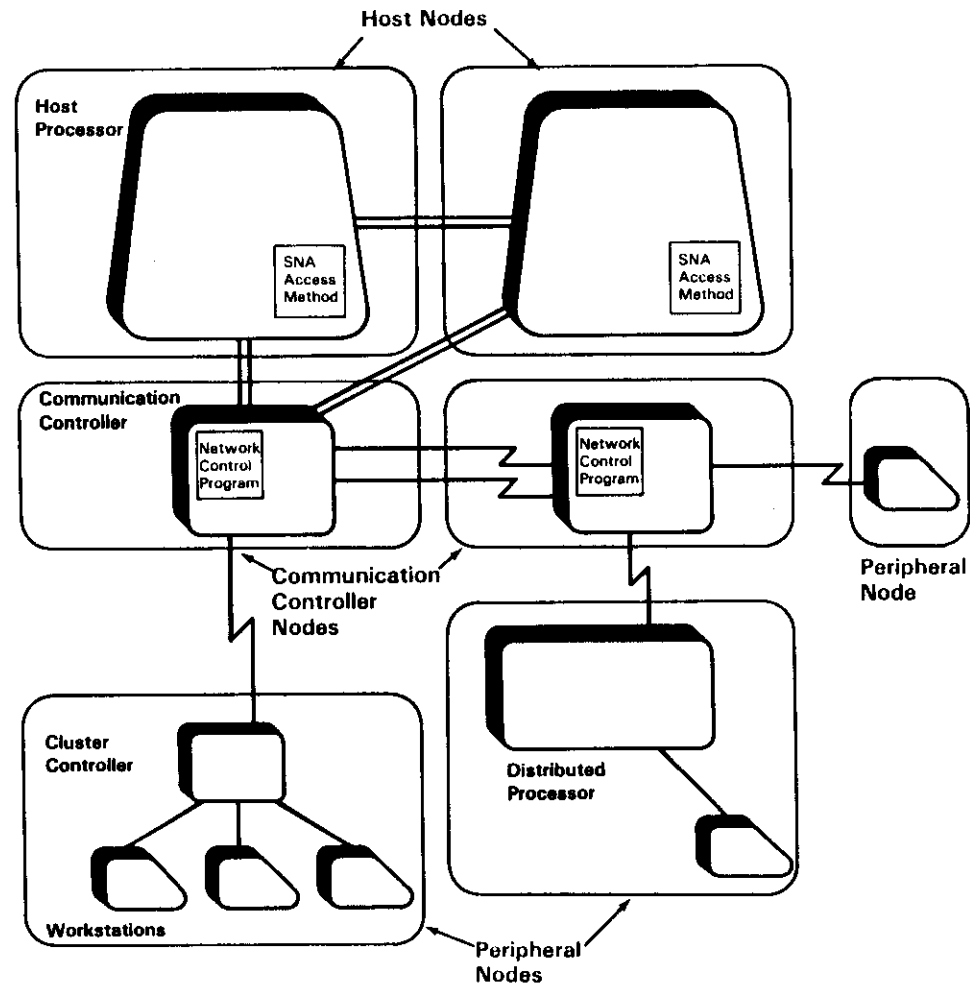 Host Nodes
Host
Processor
SNA
Access
Method
SNA
Access
Method
Communication
Controller
Network
Control
Program
Network
Control
Program
Communication
Controller
Nodes
Peripheral
Node
Cluster
Controller
Workstations
Distributed
Processor
Peripheral
Nodes